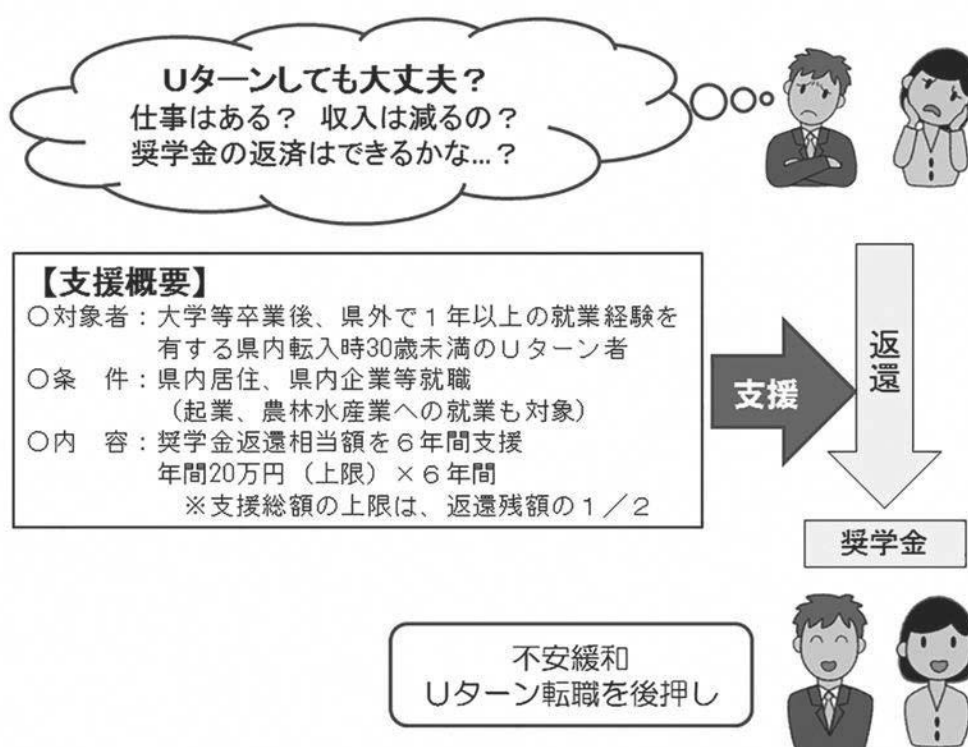 Uターンしても大丈夫？
仕事はある？　収入は減るの？
奨学金の返済はできるかな…？
【支援概要】
〇対象者：大学等卒業後、県外で１年以上の就業経験を
有する県内転入時30歳未満のＵターン者
〇条　件：県内居住、県内企業等就職
（起業、農林水産業への就業も対象）
〇内　容：奨学金返還相当額を６年間支援
年間20万円（上限）×６年間
※支援総額の上限は、返還残額の１／２
支援
返還
奨学金
不安緩和
Ｕターン転職を後押し